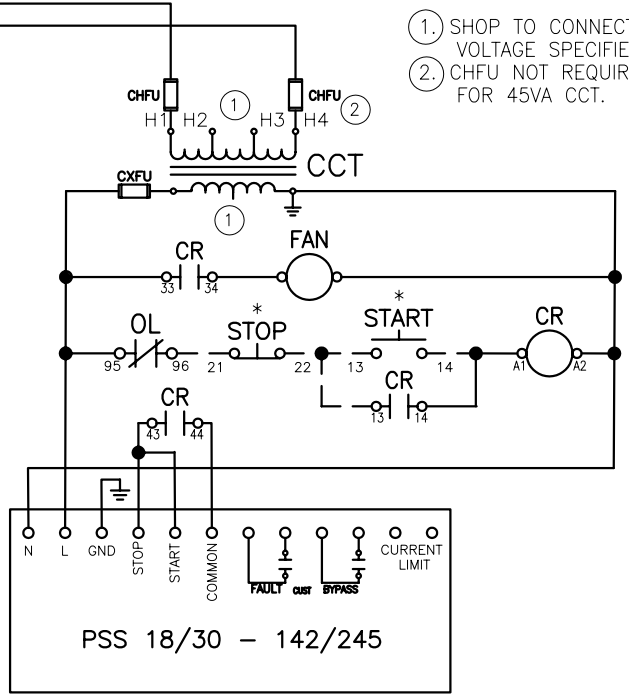 1. SHOP TO CONNECT
VOLTAGE SPECIFIE
2. CHFU NOT REQUIR
FOR 45VA CCT.
CHFU 1 CHFU 2
H1 H2 H3 H4
CCT
CXFU
1
FAN
CR
33 34
* *
OL STOP START CR
95 96 21 22 13 14 A1 A2
CR CR
13 14
43 44
N L GND STOP START COMMON CURRENT
LIMIT
FAULT CUST BYPASS
PSS 18/30 - 142/245